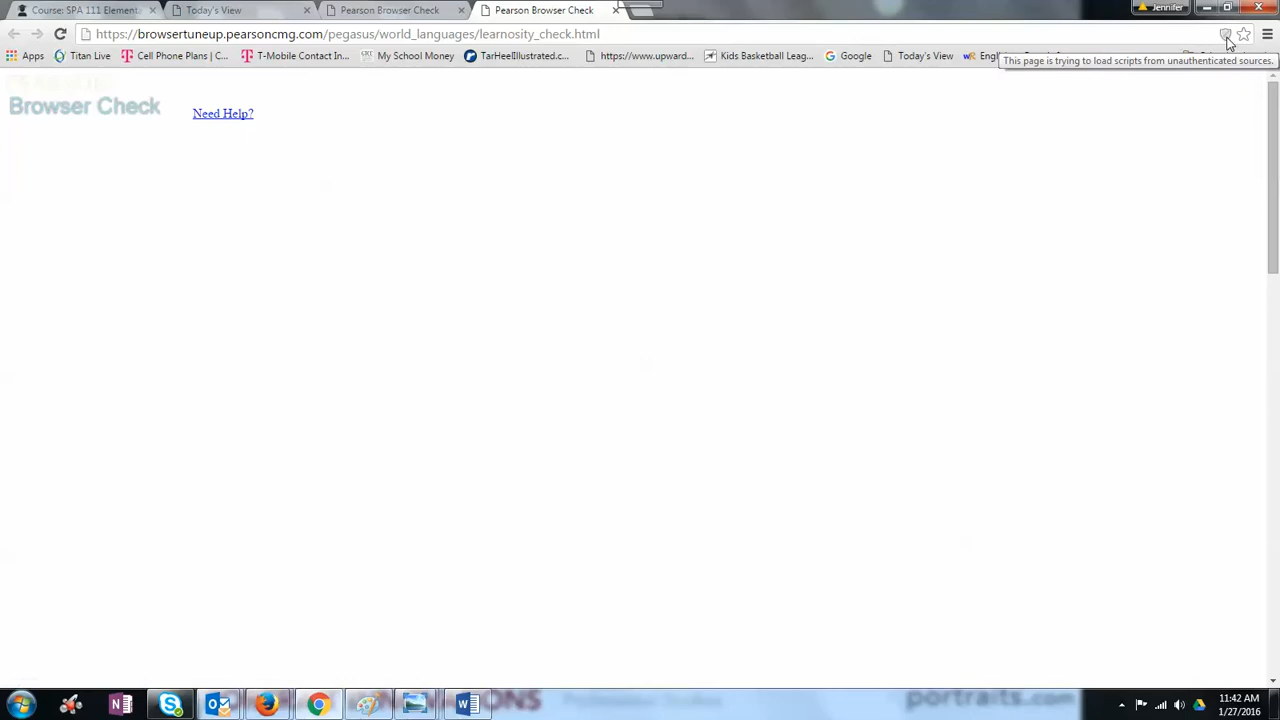 Course: SPA 111 Element
Today's View
Pearson Browser Check
Pearson Browser Check
Jennifer
https://browsertuneup.pearsoncmg.com/pegasus/world_languages/learnosity_check.html
Apps
Titan Live
Cell Phone Plans | C...
T-Mobile Contact In...
My School Money
TarHeelIllustrated.c...
https://www.upward...
Kids Basketball Leag...
Google
Today's View
This page is trying to load scripts from unauthenticated sources.
Browser Check
Need Help?
portraits.com
11:42 AM
1/27/2016